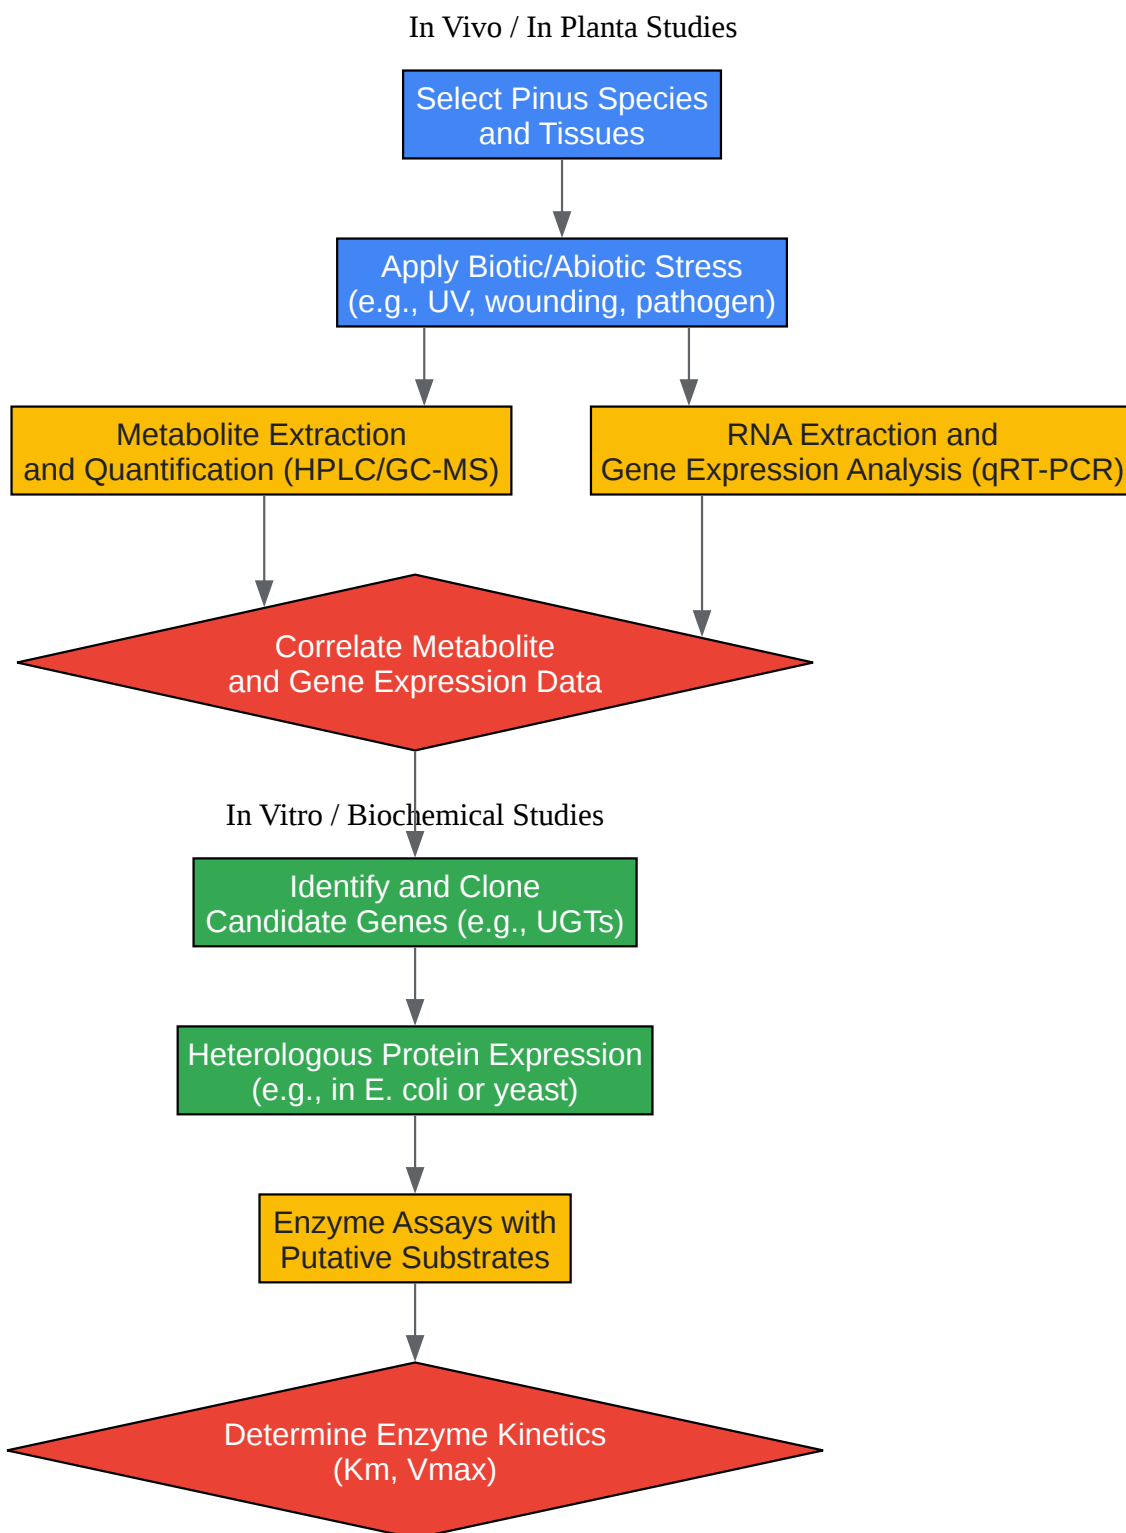 In Vivo / In Planta Studies
Select Pinus Species
and Tissues
Apply Biotic/Abiotic Stress
(e.g., UV, wounding, pathogen)
Metabolite Extraction
and Quantification (HPLC/GC-MS)
RNA Extraction and
Gene Expression Analysis (qRT-PCR)
Correlate Metabolite
and Gene Expression Data
In Vitro / Biochemical Studies
Identify and Clone
Candidate Genes (e.g., UGTs)
Heterologous Protein Expression
(e.g., in E. coli or yeast)
Enzyme Assays with
Putative Substrates
Determine Enzyme Kinetics
(Km, Vmax)